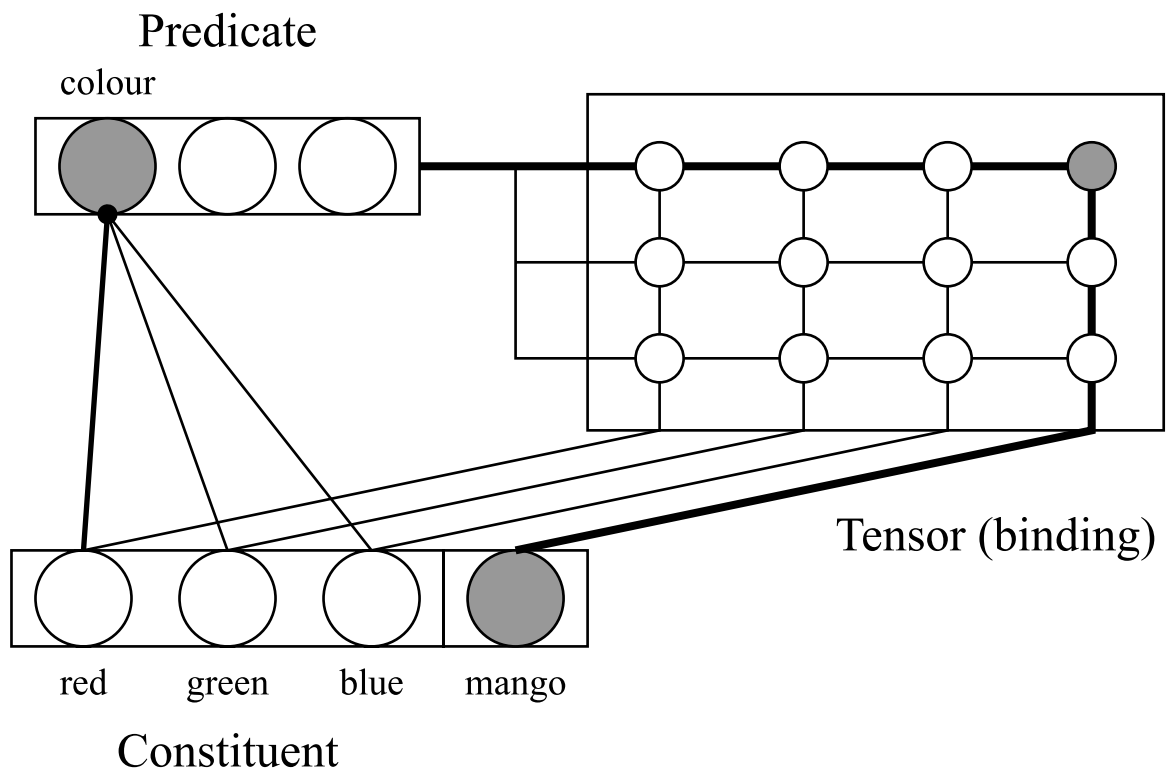 Predicate
colour
Tensor (binding)
red green blue mango
Constituent